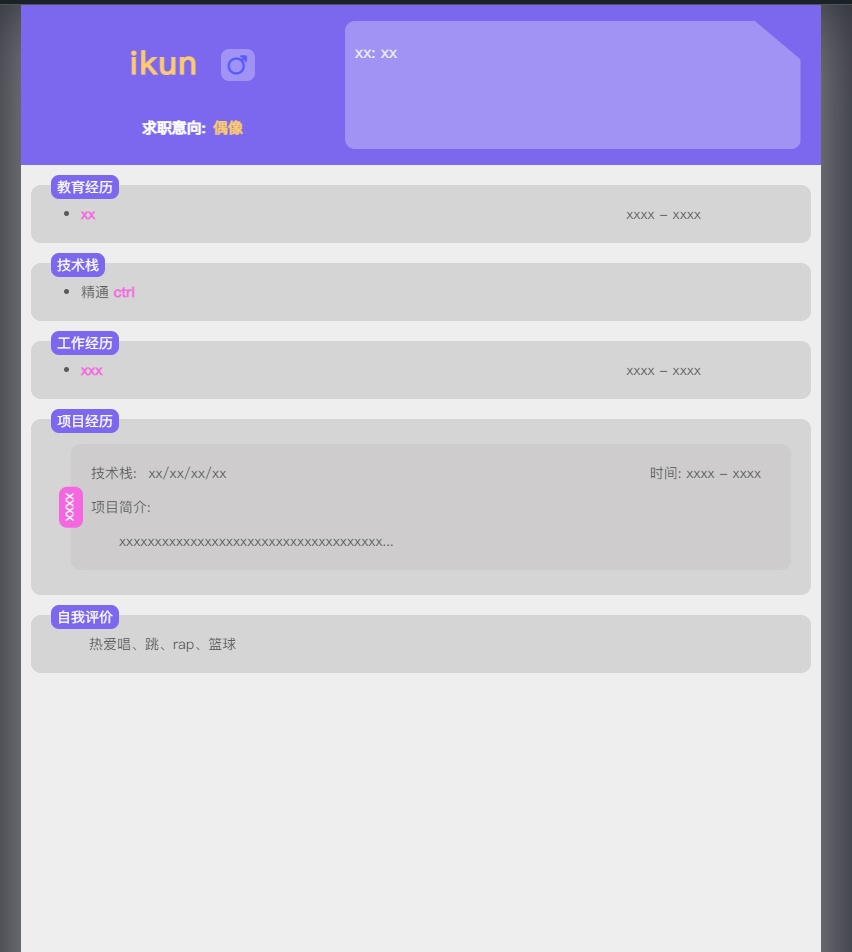 ikun
求职意向: 偶像
xx: xx
教育经历
xx xxxx – xxxx
技术栈
精通 ctrl
工作经历
xxx xxxx – xxxx
项目经历
技术栈: xx/xx/xx/xx 时间: xxxx – xxxx
xxxx
项目简介:
xxxxxxxxxxxxxxxxxxxxxxxxxxxxxxxxxxxxx...
自我评价
热爱唱、跳、rap、篮球